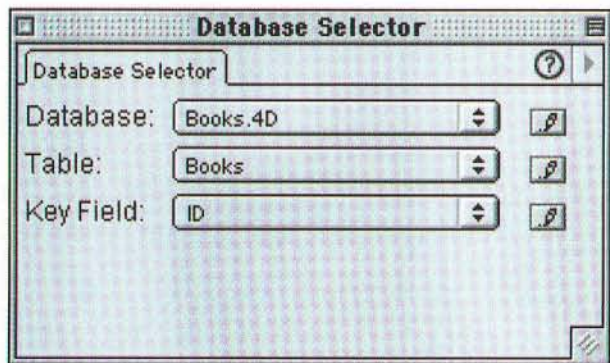 Database Selector
Database Selector ?
Database: Books.4D
Table: Books
Key Field: ID